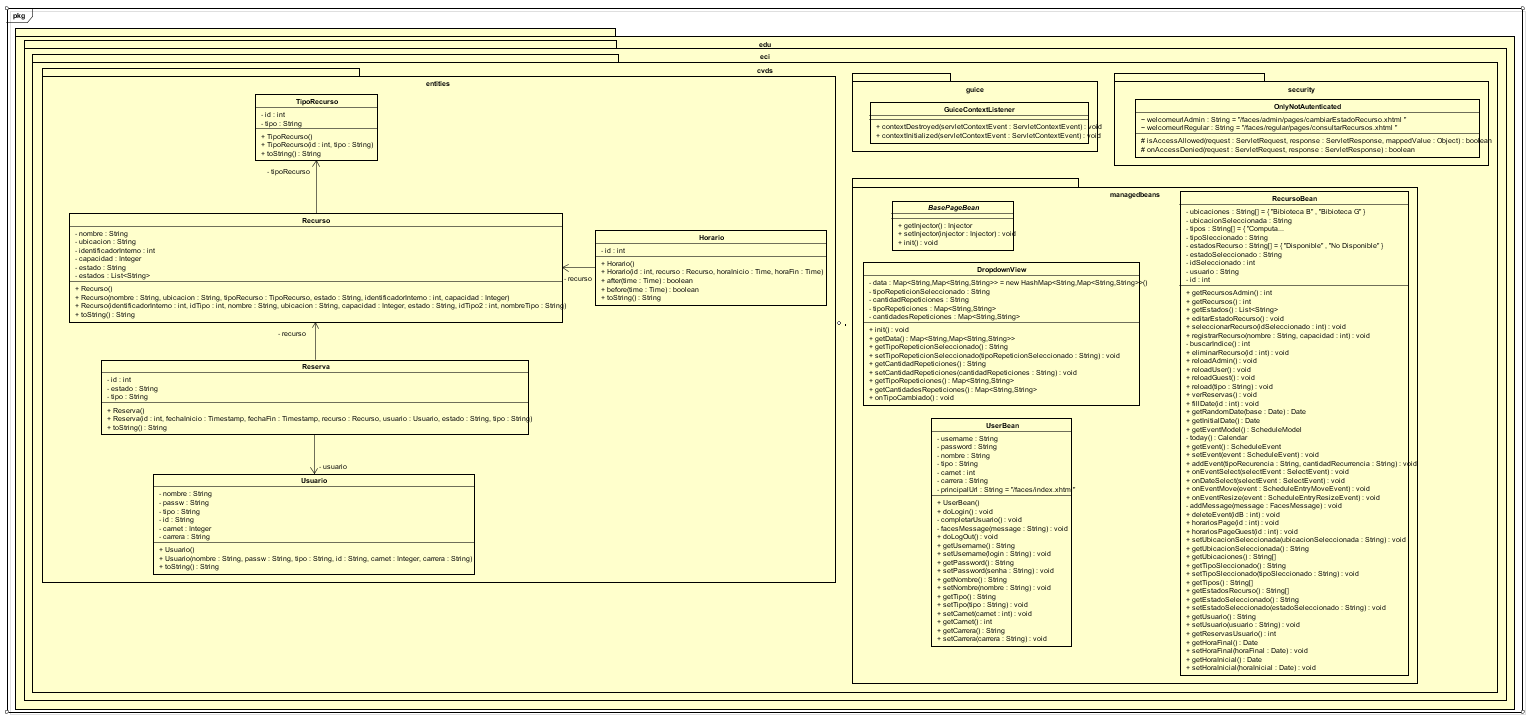 pkg
edu
eci
cvds
entities
TipoRecurso
- id : int
- tipo : String
+ TipoRecurso()
+ TipoRecurso(id : int, tipo : String)
+ toString() : String
- tipoRecurso
Recurso
- nombre : String
- ubicacion : String
- identificadorInterno : int
- capacidad : Integer
- estado : String
- estados : List<String>
+ Recurso()
+ Recurso(nombre : String, ubicacion : String, tipoRecurso : TipoRecurso, estado : String, identificadorInterno : int, capacidad : Integer)
+ Recurso(identificadorInterno : int, idTipo : int, nombre : String, ubicacion : String, capacidad : Integer, estado : String, idTipo2 : int, nombreTipo : String)
+ toString() : String
Horario
- id : int
+ Horario()
+ Horario(id : int, recurso : Recurso, horaInicio : Time, horaFin : Time)
+ after(time : Time) : boolean
+ before(time : Time) : boolean
+ toString() : String
- recurso
- recurso
Reserva
- id : int
- estado : String
- tipo : String
+ Reserva()
+ Reserva(id : int, fechaInicio : Timestamp, fechaFin : Timestamp, recurso : Recurso, usuario : Usuario, estado : String, tipo : String)
+ toString() : String
- usuario
Usuario
- nombre : String
- passw : String
- tipo : String
- id : String
- carnet : Integer
- carrera : String
+ Usuario()
+ Usuario(nombre : String, passw : String, tipo : String, id : String, carnet : Integer, carrera : String)
+ toString() : String
guice
GuiceContextListener
+ contextDestroyed(servletContextEvent : ServletContextEvent) : void
+ contextInitialized(servletContextEvent : ServletContextEvent) : void
security
OnlyNotAutenticated
~ welcomeurlAdmin : String = "/faces/admin/pages/cambiarEstadoRecurso.xhtml "
~ welcomeurlRegular : String = "/faces/regular/pages/consultarRecursos.xhtml "
# isAccessAllowed(request : ServletRequest, response : ServletResponse, mappedValue : Object) : boolean
# onAccessDenied(request : ServletRequest, response : ServletResponse) : boolean
managedbeans
BasePageBean
+ getInjector() : Injector
+ setInjector(injector : Injector) : void
+ init() : void
DropdownView
- data : Map<String,Map<String,String>> = new HashMap<String,Map<String,String>>()
- tipoRepeticionSeleccionado : String
- cantidadRepeticiones : String
- tipoRepeticiones : Map<String,String>
- cantidadesRepeticiones : Map<String,String>
+ init() : void
+ getData() : Map<String,Map<String,String>>
+ getTipoRepeticionSeleccionado() : String
+ setTipoRepeticionSeleccionado(tipoRepeticionSeleccionado : String) : void
+ getCantidadRepeticiones() : String
+ setCantidadRepeticiones(cantidadRepeticiones : String) : void
+ getTipoRepeticiones() : Map<String,String>
+ getCantidadesRepeticiones() : Map<String,String>
+ onTipoCambiado() : void
UserBean
- username : String
- password : String
- nombre : String
- tipo : String
- carnet : int
- carrera : String
- principalUrl : String = "/faces/index.xhtml"
+ UserBean()
+ doLogin() : void
- completarUsuario() : void
- facesMessage(message : String) : void
+ doLogOut() : void
+ getUsername() : String
+ setUsername(login : String) : void
+ getPassword() : String
+ setPassword(senha : String) : void
+ getNombre() : String
+ setNombre(nombre : String) : void
+ getTipo() : String
+ setTipo(tipo : String) : void
+ setCarnet(carnet : int) : void
+ getCarnet() : int
+ getCarrera() : String
+ setCarrera(carrera : String) : void
RecursoBean
- ubicaciones : String[] = { "Bibioteca B" , "Bibioteca G" }
- ubicacionSeleccionada : String
- tipos : String[] = { "Computa...
- tipoSleccionado : String
- estadosRecurso : String[] = { "Disponible" , "No Disponible" }
- estadoSeleccionado : String
- idSeleccionado : int
- usuario : String
- id : int
+ getRecursosAdmin() : int
+ getRecursos() : int
+ getEstados() : List<String>
+ editarEstadoRecurso() : void
+ seleccionarRecurso(idSeleccionado : int) : void
+ registrarRecurso(nombre : String, capacidad : int) : void
- buscarIndice() : int
+ eliminarRecurso(id : int) : void
+ reloadAdmin() : void
+ reloadUser() : void
+ reloadGuest() : void
+ reload(tipo : String) : void
+ verReservas() : void
+ fillDate(id : int) : void
+ getRandomDate(base : Date) : Date
+ getInitialDate() : Date
+ getEventModel() : ScheduleModel
- today() : Calendar
+ getEvent() : ScheduleEvent
+ setEvent(event : ScheduleEvent) : void
+ addEvent(tipoRecurencia : String, cantidadRecurrencia : String) : void
+ onEventSelect(selectEvent : SelectEvent) : void
+ onDateSelect(selectEvent : SelectEvent) : void
+ onEventMove(event : ScheduleEntryMoveEvent) : void
+ onEventResize(event : ScheduleEntryResizeEvent) : void
- addMessage(message : FacesMessage) : void
+ deleteEvent(idB : int) : void
+ horariosPage(id : int) : void
+ horariosPageGuest(id : int) : void
+ setUbicacionSeleccionada(ubicacionSeleccionada : String) : void
+ getUbicacionSeleccionada() : String
+ getUbicaciones() : String[]
+ getTipoSleccionado() : String
+ setTipoSleccionado(tipoSleccionado : String) : void
+ getTipos() : String[]
+ getEstadosRecurso() : String[]
+ getEstadoSeleccionado() : String
+ setEstadoSeleccionado(estadoSeleccionado : String) : void
+ getUsuario() : String
+ setUsuario(usuario : String) : void
+ getReservasUsuario() : int
+ getHoraFinal() : Date
+ setHoraFinal(horaFinal : Date) : void
+ getHoraInicial() : Date
+ setHoraInicial(horaInicial : Date) : void